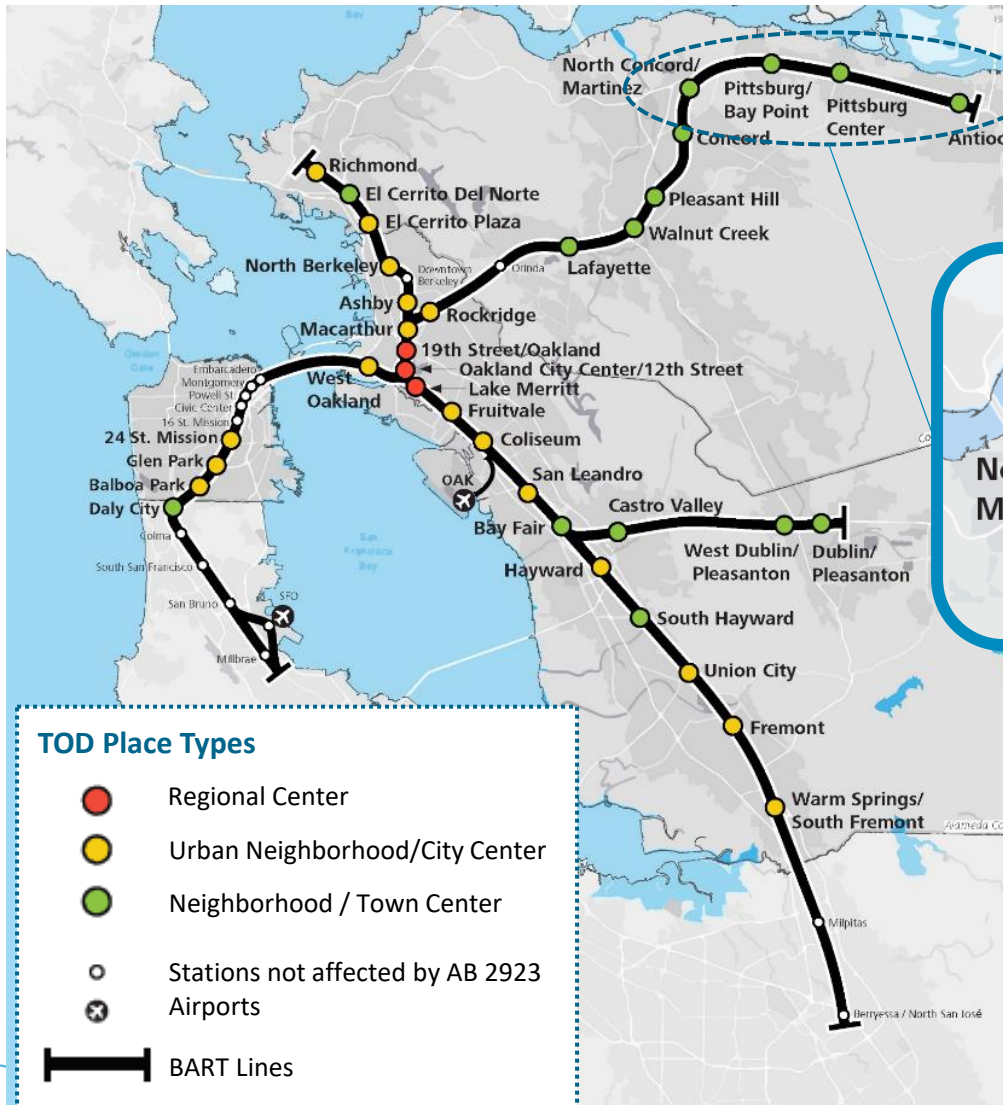 North Concord/
Martinez
Pittsburg/
Bay Point
Pittsburg
Center
Concord
Richmond
El Cerrito Del Norte
Pleasant Hill
El Cerrito Plaza
Walnut Creek
North Berkeley
Downtown
Berkeley
Orinda
Lafayette
Ashby
Rockridge
Macarthur
19th Street/Oakland
Oakland City Center/12th Street
Lake Merritt
West
Oakland
Embarcadero
Montgomery
Powell St.
Civic Center
16 St. Mission
24 St. Mission
Glen Park
Balboa Park
Daly City
Colma
South San Francisco
San Bruno
SFO
Millbrae
Fruitvale
Coliseum
OAK
San Leandro
Castro Valley
Bay Fair
West Dublin/
Pleasanton
Dublin/
Pleasanton
Hayward
South Hayward
Union City
Fremont
Warm Springs/
South Fremont
Milpitas
Berryessa / North San José
San
Francisco
Bay
TOD Place Types
Regional Center
Urban Neighborhood/City Center
Neighborhood / Town Center
Stations not affected by AB 2923
Airports
BART Lines